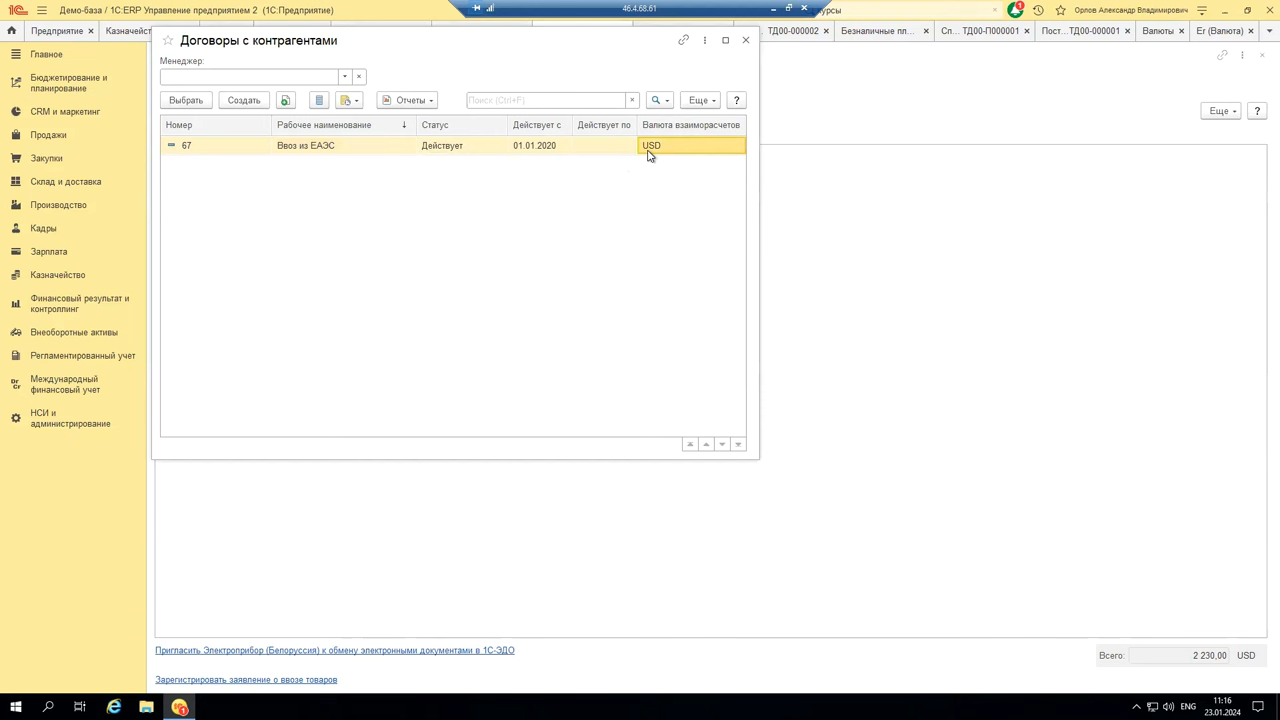 46.4.68.61
Демо-база / 1С:ERP Управление предприятием 2 (1С:Предприятие)
Орлов Александр Владимирович
Предприятие
ТД00-000002
Безналичные пл...
Сп... ТД00-П000001
Пост...ТД00-000001
Валюты
Er (Валюта)
Главное
Бюджетирование и
планирование
CRM и маркетинг
Продажи
Закупки
Склад и доставка
Производство
Кадры
Зарплата
Казначейство
Финансовый результат и
контроллинг
Внеоборотные активы
Регламентированный учет
Международный
финансовый учет
НСИ и
администрирование
Договоры с контрагентами
Менеджер:
Выбрать
Создать
Отчеты
Поиск (Ctrl+F)
Еще
?
Еще
?
Номер
Рабочее наименование
Статус
Действует с
Действует по
Валюта взаиморасчетов
67
Ввоз из ЕАЭС
Действует
01.01.2020
USD
Пригласить Электроприбор (Белоруссия) к обмену электронными документами в 1С-ЭДО
Всего:
2 230,00
USD
Зарегистрировать заявление о ввозе товаров
ENG
11:16
23.01.2024